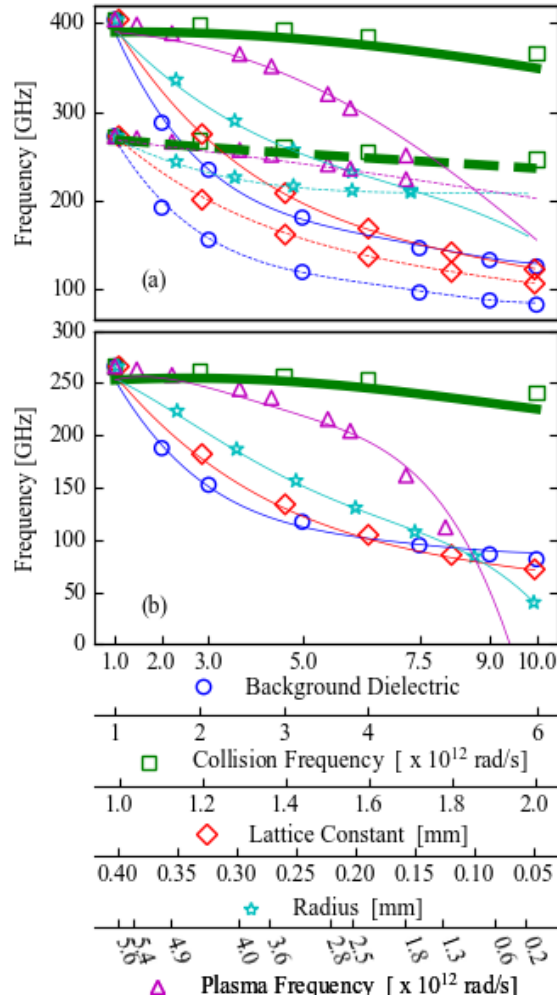 400
300
200
100
Frequency [GHz]
(a)
300
250
200
150
100
50
0
Frequency [GHz]
(b)
1.0 2.0 3.0 5.0 7.5 9.0 10.0
Background Dielectric
1 2 3 4 6
Collision Frequency [ x 10¹² rad/s]
1.0 1.2 1.4 1.6 1.8 2.0
Lattice Constant [mm]
0.40 0.35 0.30 0.25 0.20 0.15 0.10 0.05
Radius [mm]
5.6 5.4 4.9 4.0 3.6 2.8 2.5 1.8 1.3 0.6 0.2
Plasma Frequency [ x 10¹² rad/s]